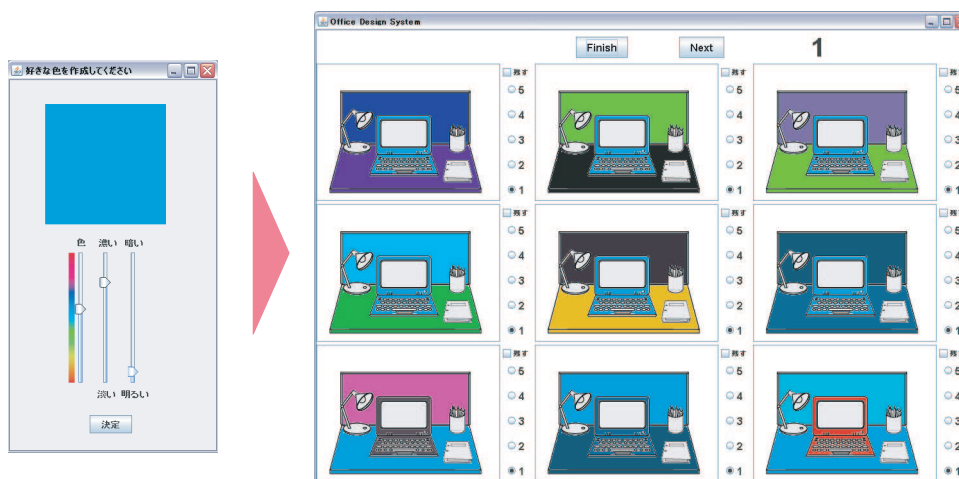 好きな色を作成してください
色 濃い 暗い
淡い 明るい
決定
Office Design System
Finish Next 1
残す 残す 残す
5 5 5
4 4 4
3 3 3
2 2 2
1 1 1
残す 残す 残す
5 5 5
4 4 4
3 3 3
2 2 2
1 1 1
残す 残す 残す
5 5 5
4 4 4
3 3 3
2 2 2
1 1 1